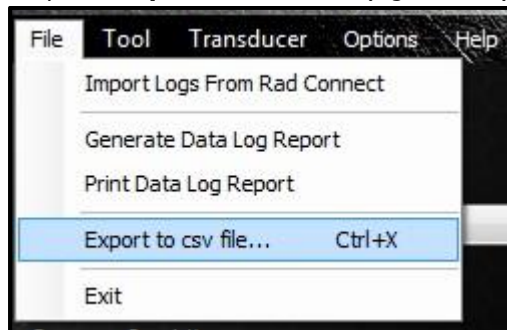 File Tool Transducer Options Help
Import Logs From Rad Connect
Generate Data Log Report
Print Data Log Report
Export to csv file... Ctrl+X
Exit